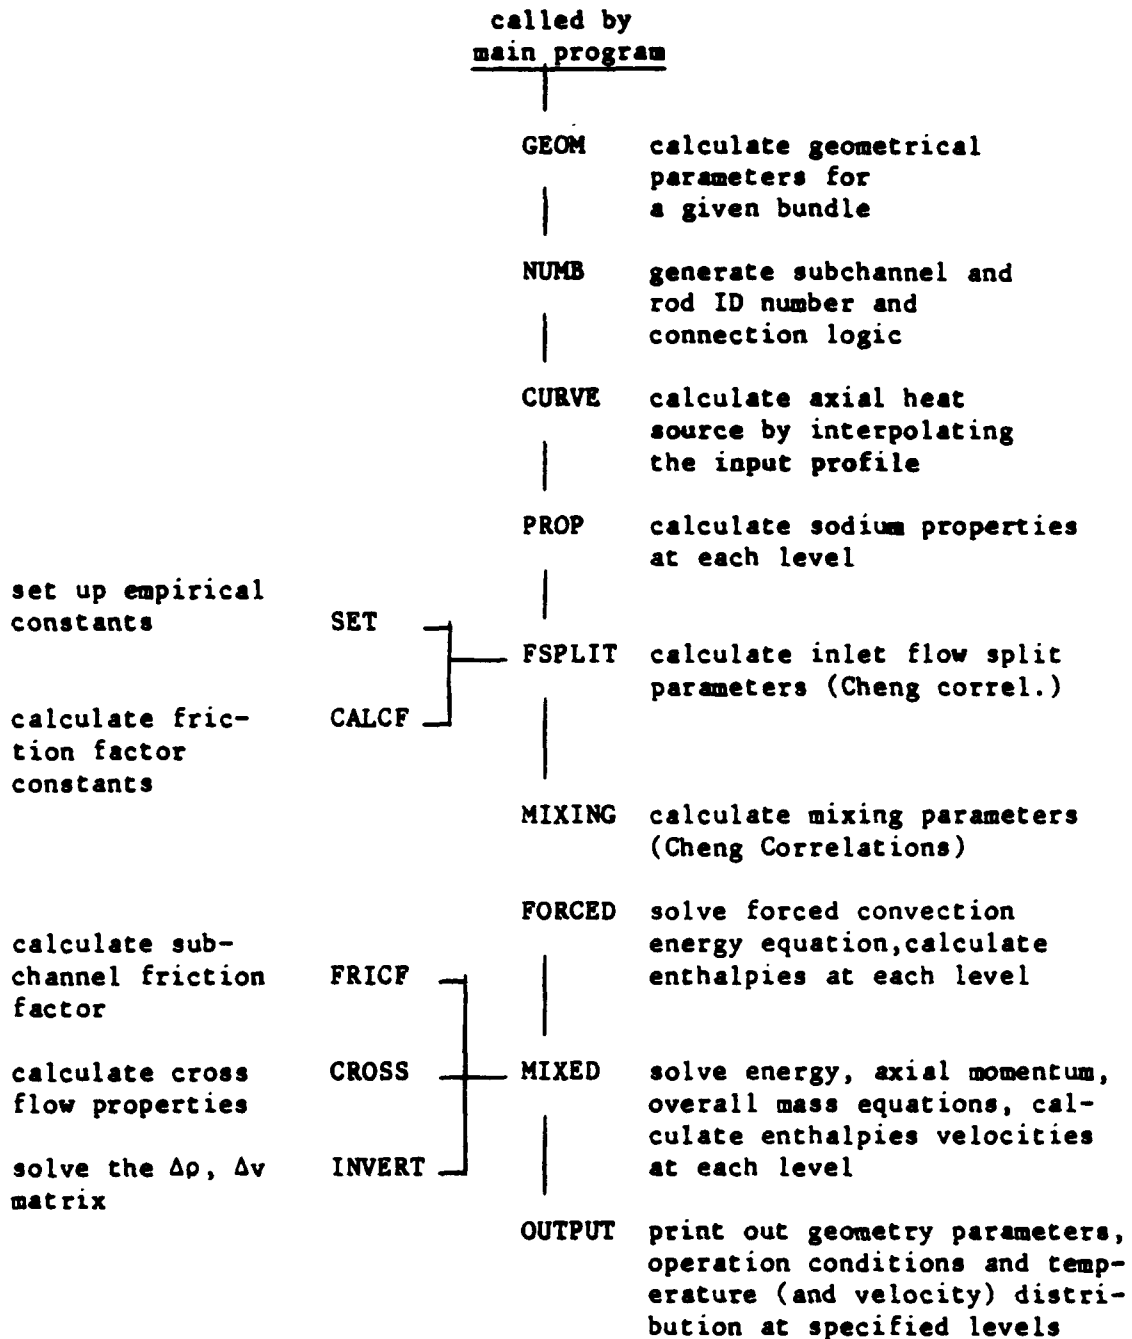 called by
main program
GEOM calculate geometrical
parameters for
a given bundle
NUMB generate subchannel and
rod ID number and
connection logic
CURVE calculate axial heat
source by interpolating
the input profile
PROP calculate sodium properties
at each level
set up empirical
constants SET
FSPLIT calculate inlet flow split
parameters (Cheng correl.)
calculate fric-
tion factor
constants
CALCF
MIXING calculate mixing parameters
(Cheng Correlations)
FORCED solve forced convection
energy equation,calculate
enthalpies at each level
calculate sub-
channel friction
factor
FRICF
calculate cross
flow properties
CROSS
MIXED solve energy, axial momentum,
overall mass equations, cal-
culate enthalpies velocities
at each level
solve the Δρ, Δv
matrix
INVERT
OUTPUT print out geometry parameters,
operation conditions and temp-
erature (and velocity) distri-
bution at specified levels